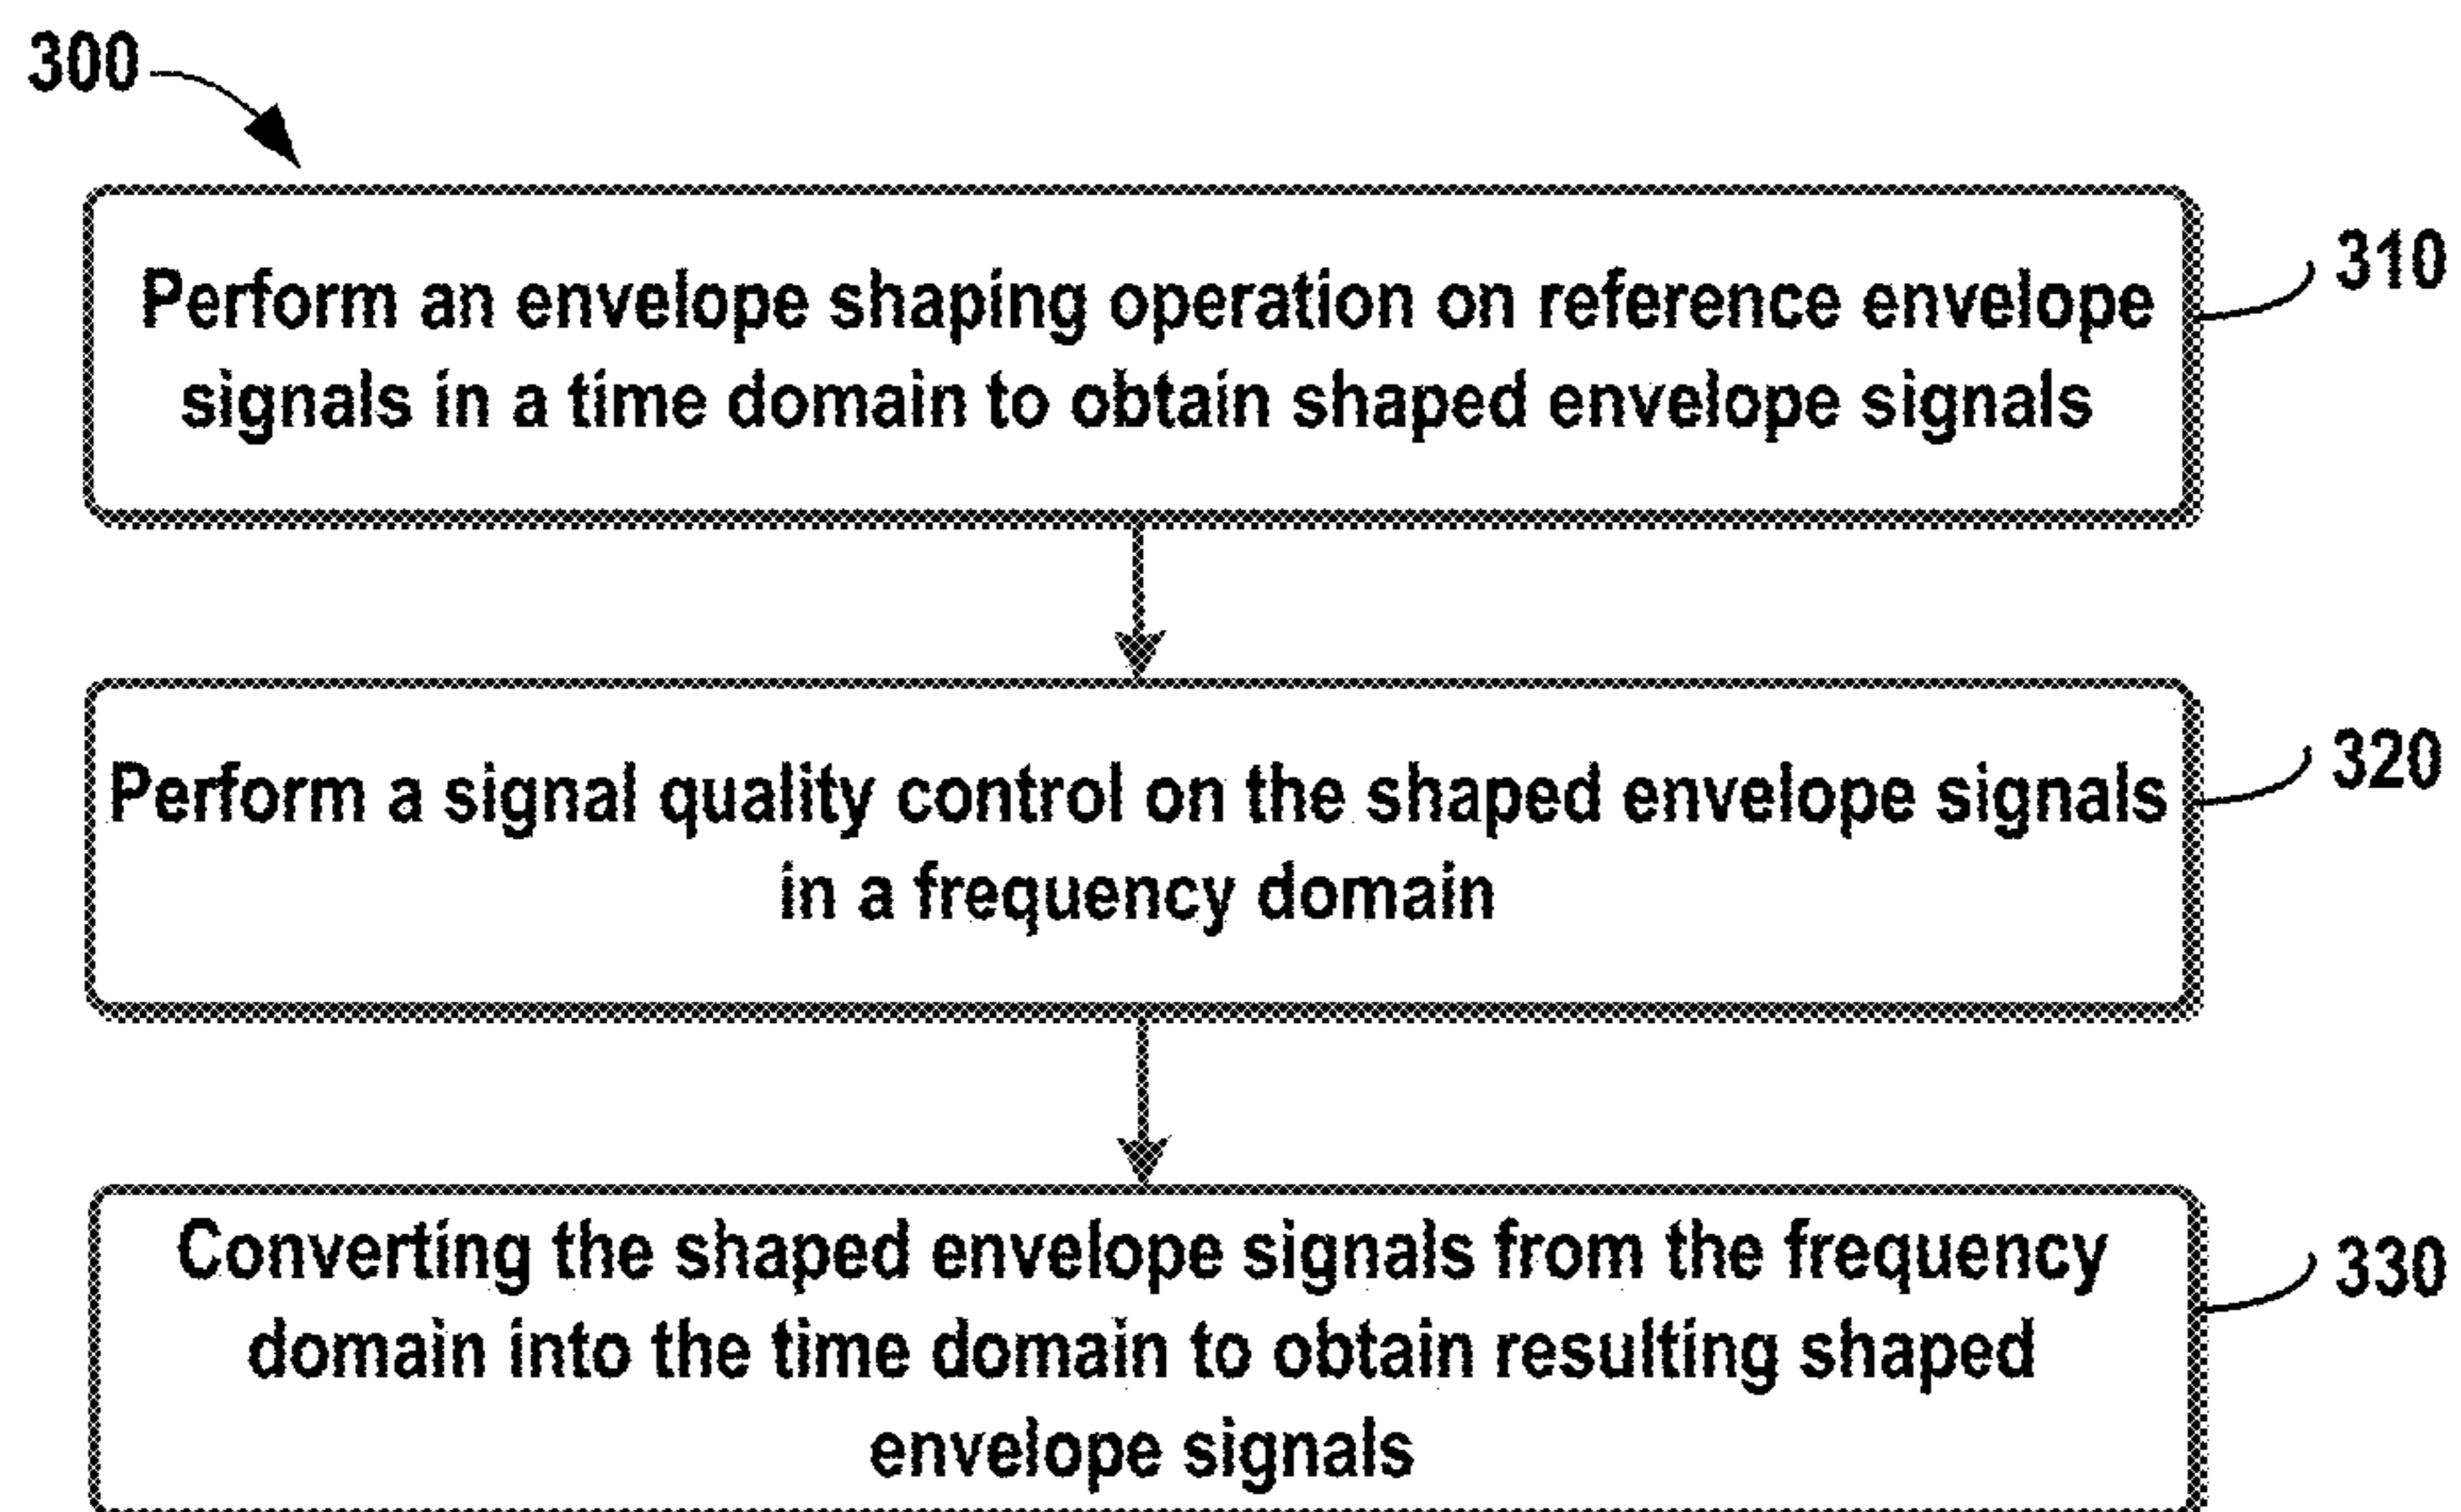 300
310
Perform an envelope shaping operation on reference envelope
signals in a time domain to obtain shaped envelope signals
320
Perform a signal quality control on the shaped envelope signals
in a frequency domain
330
Converting the shaped envelope signals from the frequency
domain into the time domain to obtain resulting shaped
envelope signals